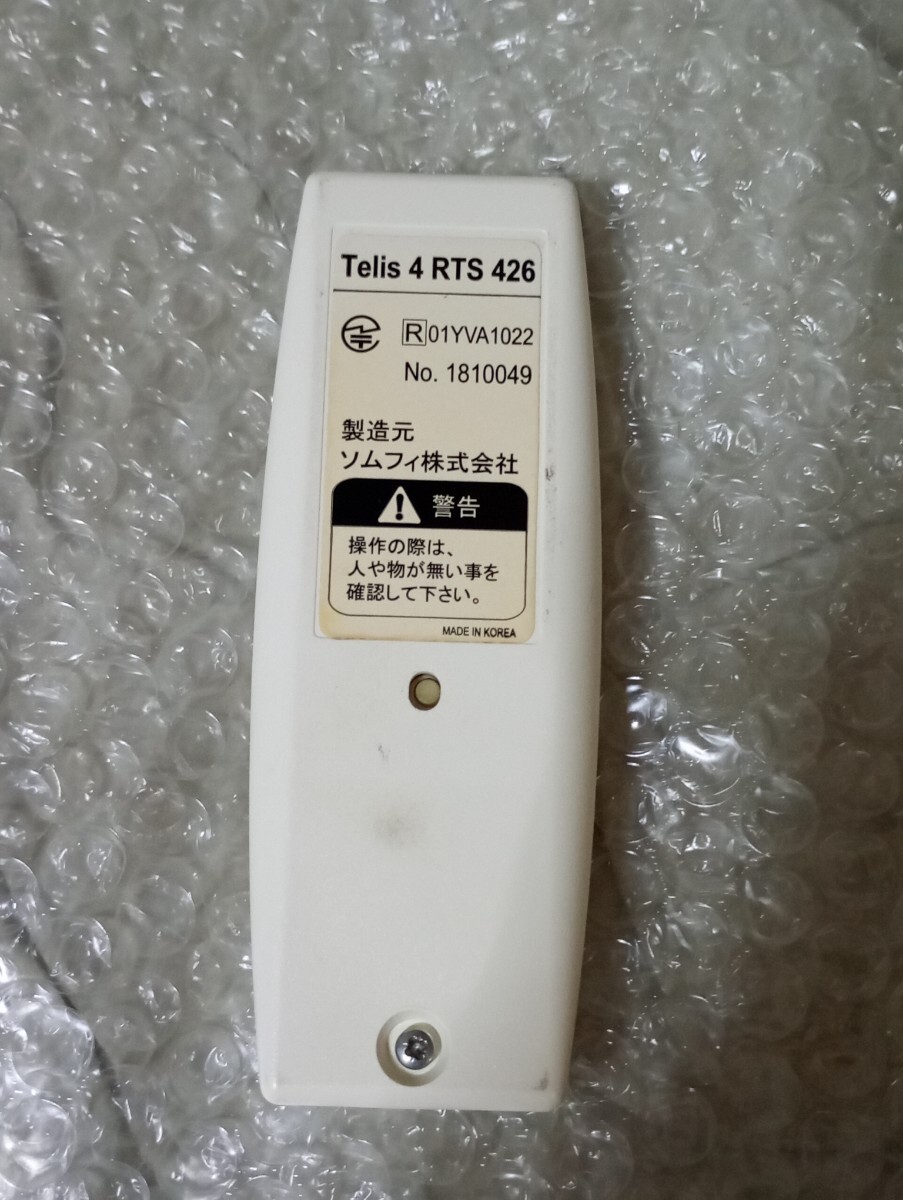 Telis 4 RTS 426
R 01YVA1022
No. 1810049
製造元
ソムフィ株式会社
警告
操作の際は、
人や物が無い事を
確認して下さい。
MADE IN KOREA